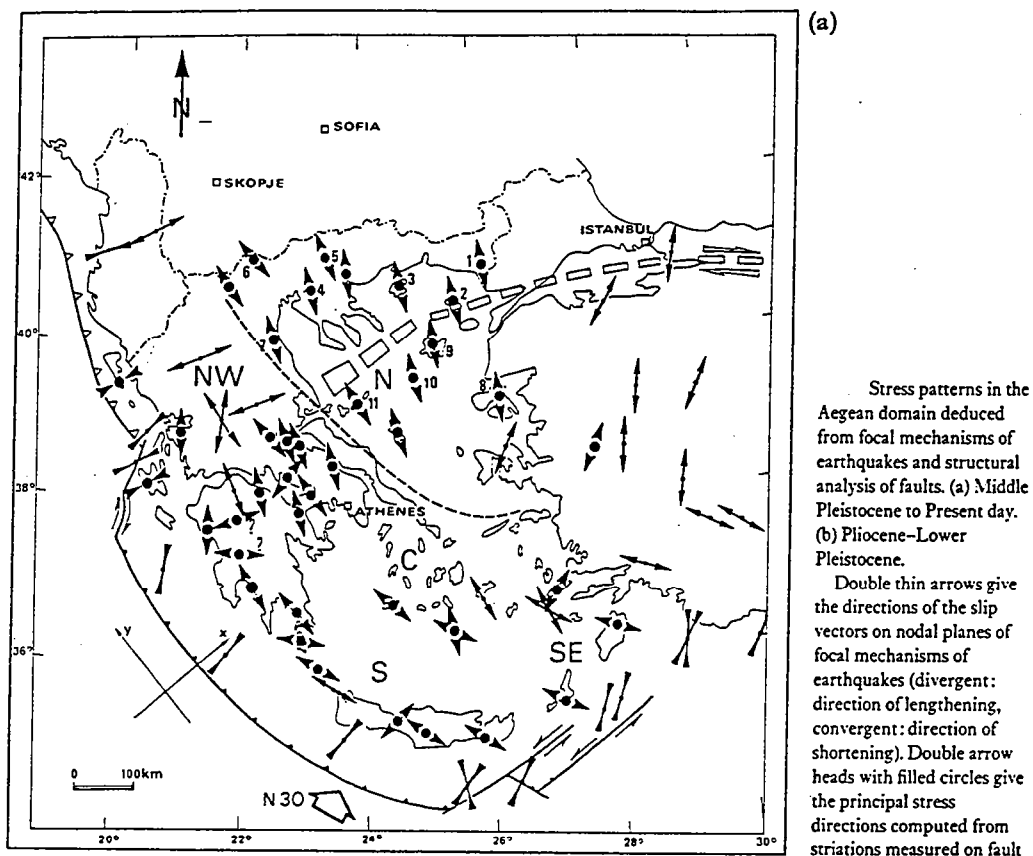 (a)
N
SOFIA
42°
SKOPJE
ISTANBUL
1
5
6
4
3
2
40°
7
9
N
10
NW
8
11
38°
ATHÈNES
?
?
C
y
x
36°
SE
S
0 100km
N30
20° 22° 24° 26° 28° 30°
Stress patterns in the
Aegean domain deduced
from focal mechanisms of
earthquakes and structural
analysis of faults. (a) Middle
Pleistocene to Present day.
(b) Pliocene–Lower
Pleistocene.
Double thin arrows give
the directions of the slip
vectors on nodal planes of
focal mechanisms of
earthquakes (divergent:
direction of lengthening,
convergent: direction of
shortening). Double arrow
heads with filled circles give
the principal stress
directions computed from
striations measured on fault